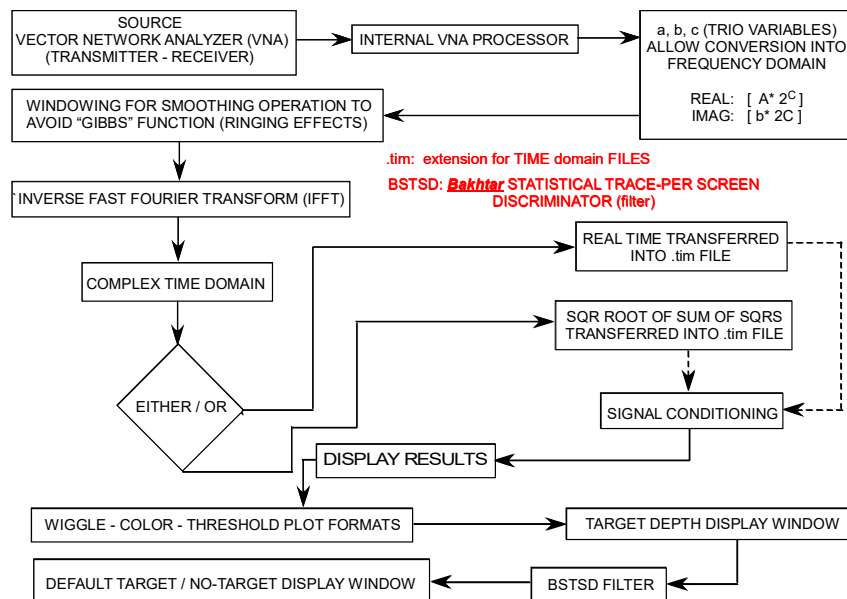 SOURCE
VECTOR NETWORK ANALYZER (VNA)
(TRANSMITTER - RECEIVER)
INTERNAL VNA PROCESSOR
a, b, c (TRIO VARIABLES)
ALLOW CONVERSION INTO
FREQUENCY DOMAIN
REAL: [ A* 2^C ]
IMAG: [ b* 2C ]
WINDOWING FOR SMOOTHING OPERATION TO
AVOID “GIBBS” FUNCTION (RINGING EFFECTS)
.tim: extension for TIME domain FILES
BSTSD: Bakhtar STATISTICAL TRACE-PER SCREEN
DISCRIMINATOR (filter)
`INVERSE FAST FOURIER TRANSFORM (IFFT)
REAL TIME TRANSFERRED
INTO .tim FILE
COMPLEX TIME DOMAIN
SQR ROOT OF SUM OF SQRS
TRANSFERRED INTO .tim FILE
EITHER / OR
SIGNAL CONDITIONING
DISPLAY RESULTS
WIGGLE - COLOR - THRESHOLD PLOT FORMATS
TARGET DEPTH DISPLAY WINDOW
BSTSD FILTER
DEFAULT TARGET / NO-TARGET DISPLAY WINDOW